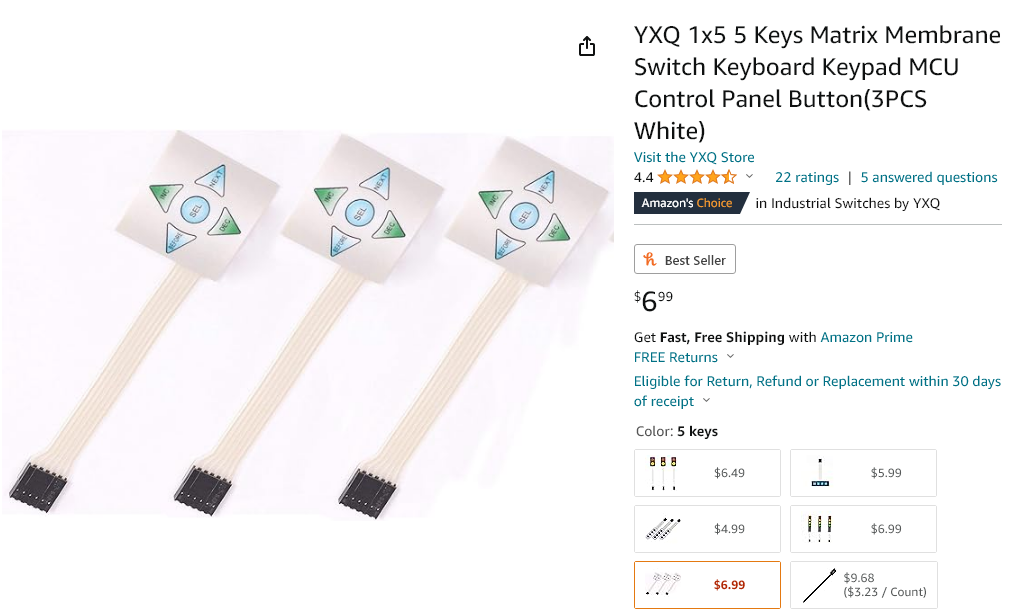 YXQ 1x5 5 Keys Matrix Membrane
Switch Keyboard Keypad MCU
Control Panel Button(3PCS
White)
Visit the YXQ Store
4.4
22 ratings | 5 answered questions
Amazon's Choice in Industrial Switches by YXQ
Best Seller
$6.99
Get Fast, Free Shipping with Amazon Prime
FREE Returns
Eligible for Return, Refund or Replacement within 30 days
of receipt
Color: 5 keys
$6.49
$5.99
$4.99
$6.99
$6.99
$9.68
($3.23 / Count)
NEXT
INC
SEL
DEC
BEFORE
NEXT
INC
SEL
DEC
BEFORE
NEXT
INC
SEL
DEC
BEFORE